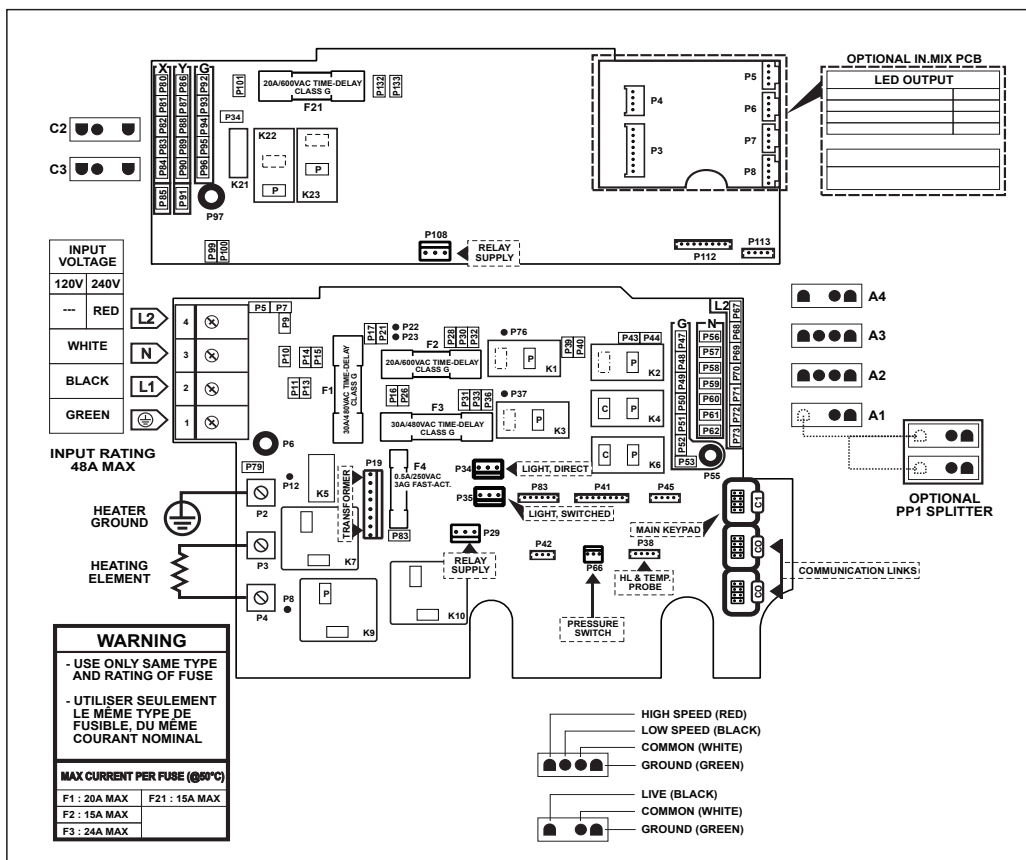 OPTIONAL IN.MIX PCB
LED OUTPUT
X Y G
P80 P81 P82 P83 P84 P85
P86 P87 P88 P89 P90 P91
P92 P93 P94 P95 P96
P97
P101
20A/600VAC TIME-DELAY
CLASS G
F21
P132
P133
P34
K21
K22
P
K23
P
P4
P3
P5
P6
P7
P8
C2
C3
P99
P100
P108
RELAY
SUPPLY
P112
P113
INPUT
VOLTAGE
120V 240V
--- RED
WHITE
BLACK
GREEN
INPUT RATING
48A MAX
L2
N
L1
4
3
2
1
P5 P7
P9
P10
P14
P15
P11
P13
P6
F1
30A/480VAC TIME-DELAY
CLASS G
P17
P21
P22
P23
F2
20A/600VAC TIME-DELAY
CLASS G
P28
P30
P32
P16
P26
F3
30A/480VAC TIME-DELAY
CLASS G
P31
P33
P36
P76
P
K1
P39
P40
P37
P
K3
P43 P44
P
K2
C P
K4
C P
K6
L2
G N
P47 P48 P49 P50 P51 P52
P53
P56
P57
P58
P59
P60
P61
P62
P67 P68 P69 P70 P71 P72 P73
P55
A4
A3
A2
A1
OPTIONAL
PP1 SPLITTER
P79
P12
P2
K5
P19
TRANSFORMER
F4
0.5A/250VAC
3AG FAST-ACT.
P83
P34
LIGHT, DIRECT
P35
LIGHT, SWITCHED
P83
P41
P45
MAIN KEYPAD
C1
CO
CO
COMMUNICATION LINKS
HEATER
GROUND
HEATING
ELEMENT
P3
K7
P29
RELAY
SUPPLY
P42
P66
PRESSURE
SWITCH
P38
HL & TEMP.
PROBE
P4
P8
P
K9
K10
WARNING
- USE ONLY SAME TYPE
AND RATING OF FUSE
- UTILISER SEULEMENT
LE MÊME TYPE DE
FUSIBLE, DU MÊME
COURANT NOMINAL
MAX CURRENT PER FUSE (@50°C)
F1 : 20A MAX F21 : 15A MAX
F2 : 15A MAX
F3 : 24A MAX
HIGH SPEED (RED)
LOW SPEED (BLACK)
COMMON (WHITE)
GROUND (GREEN)
LIVE (BLACK)
COMMON (WHITE)
GROUND (GREEN)